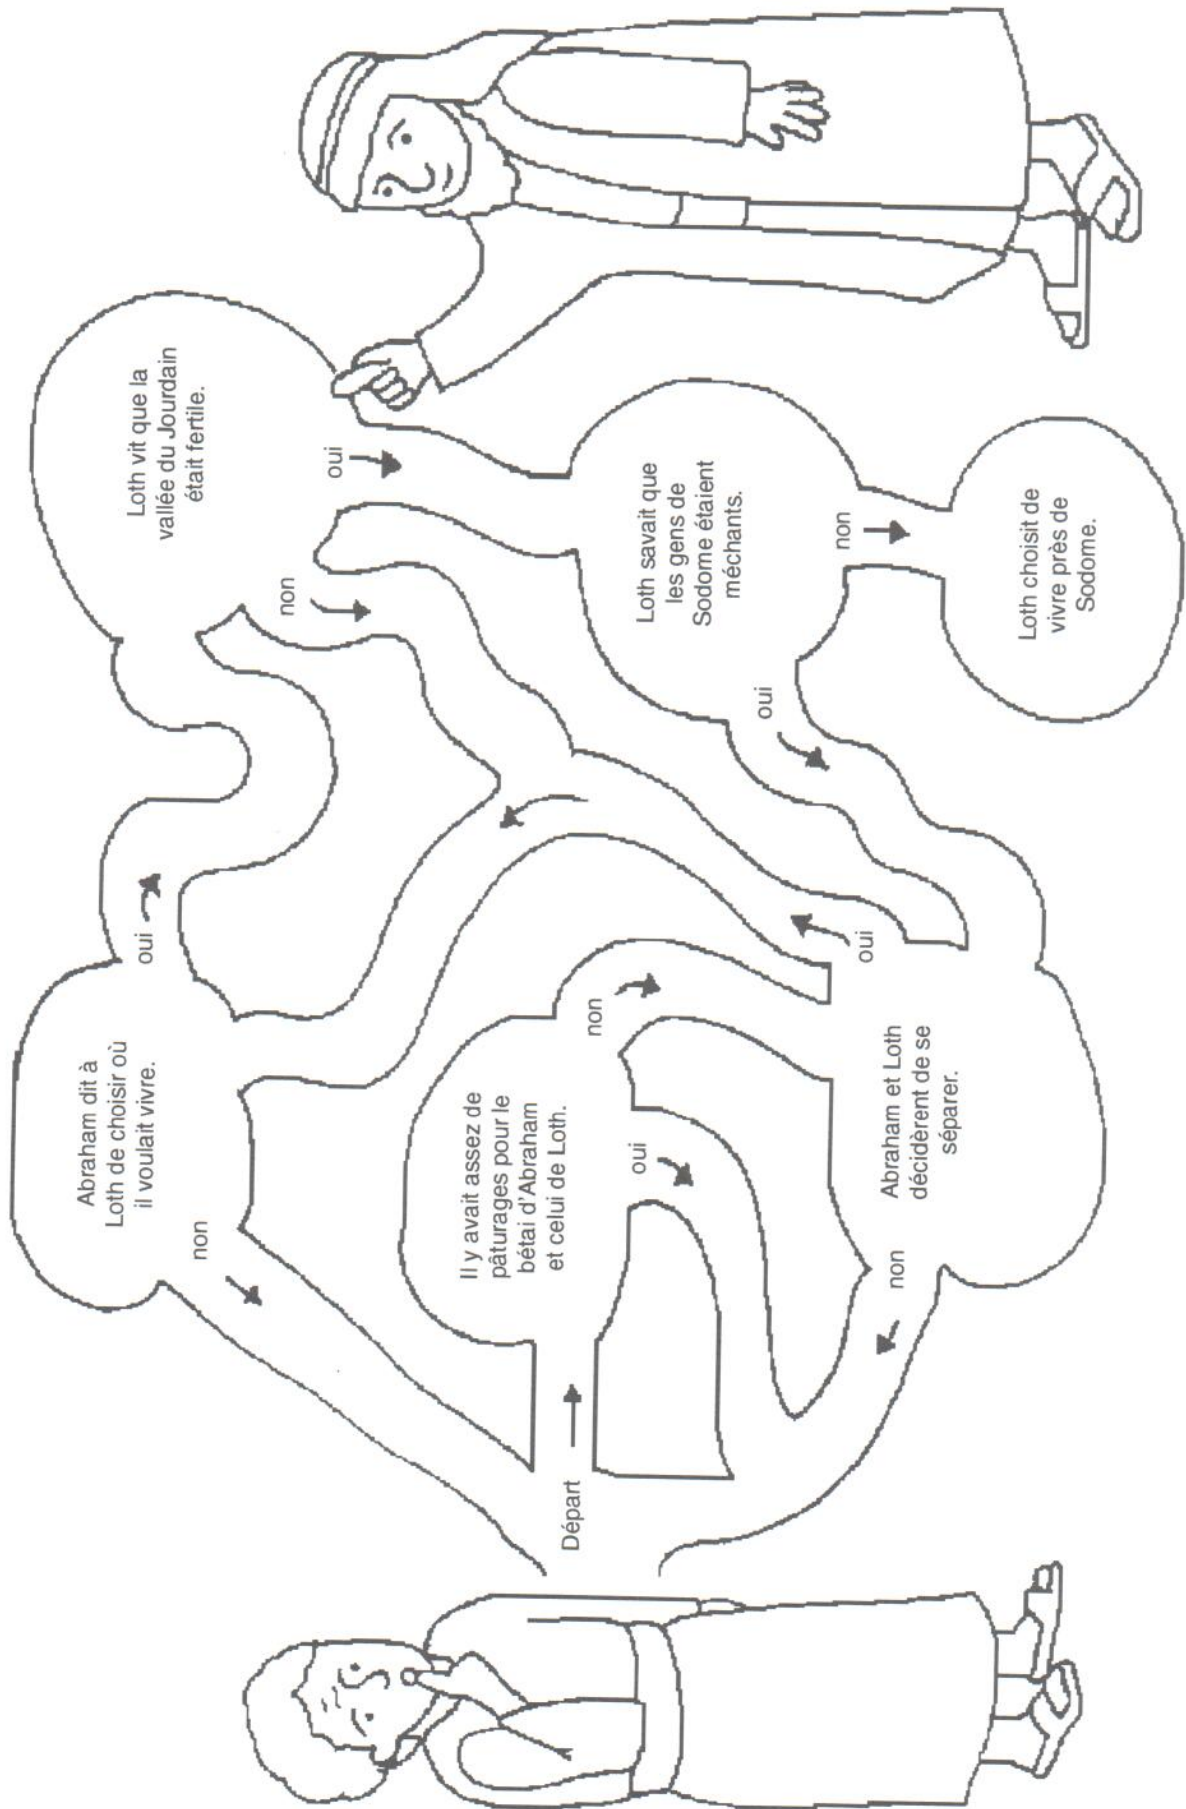 Départ
Il y avait assez de
pâturages pour le
bétai d'Abraham
et celui de Loth.
oui
non
Abraham et Loth
décidèrent de se
séparer.
non
oui
Abraham dit à
Loth de choisir où
il voulait vivre.
non
oui
Loth vit que la
vallée du Jourdain
était fertile.
non
oui
Loth savait que
les gens de
Sodome étaient
méchants.
oui
non
Loth choisit de
vivre près de
Sodome.